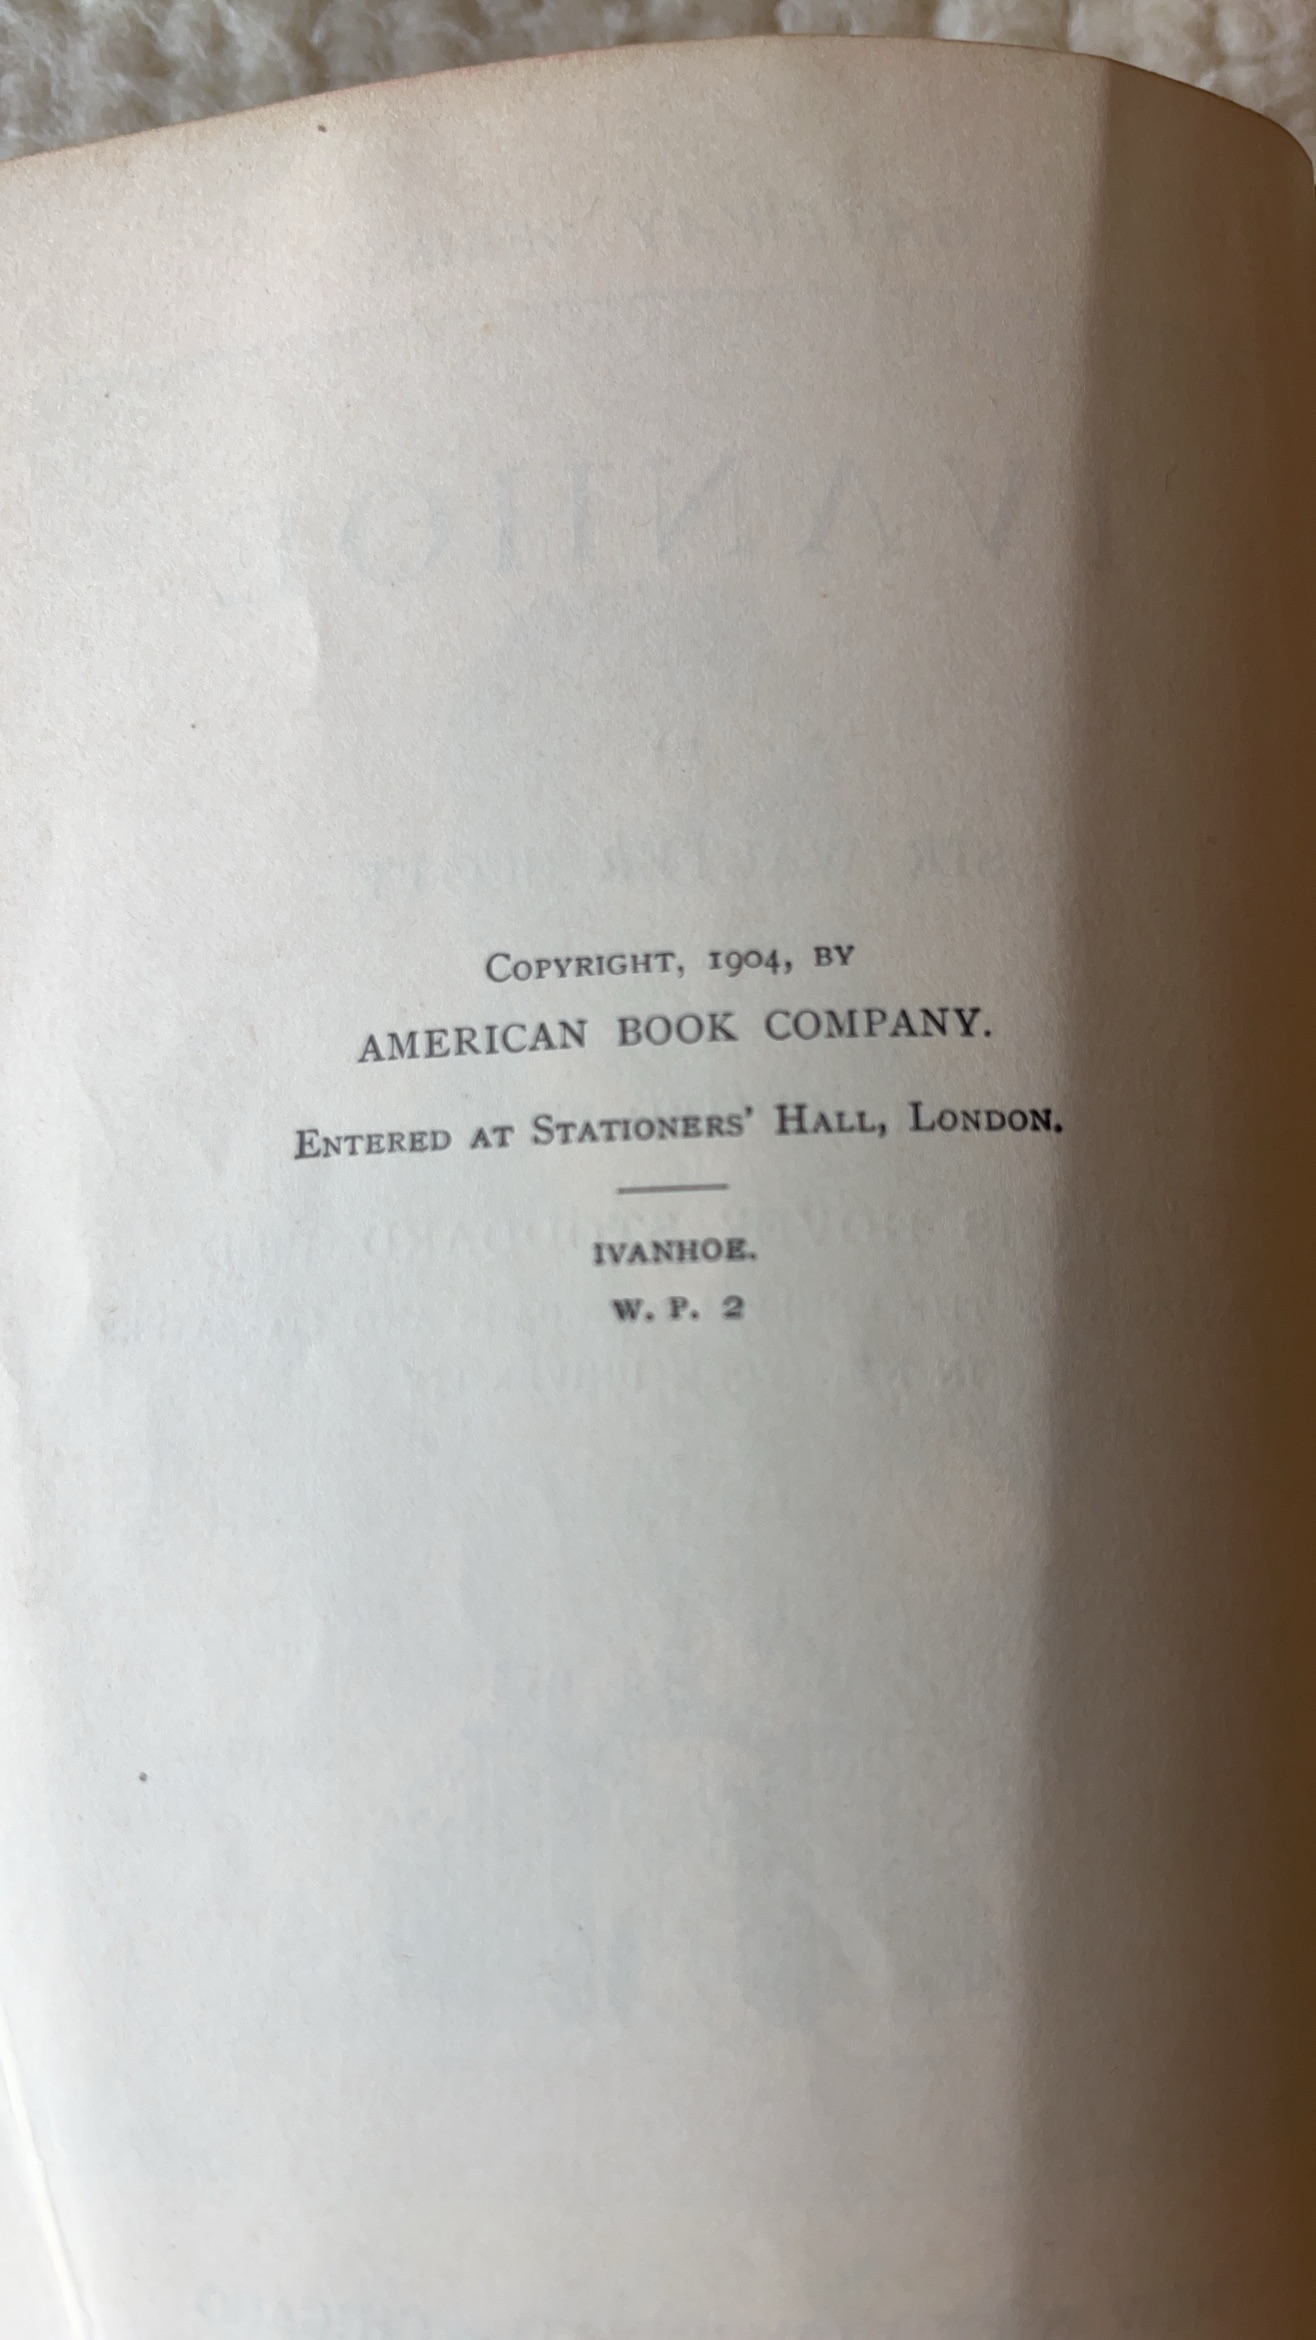 COPYRIGHT, 1904, BY
AMERICAN BOOK COMPANY.
ENTERED AT STATIONERS' HALL, LONDON.
IVANHOE.
W. P. 2